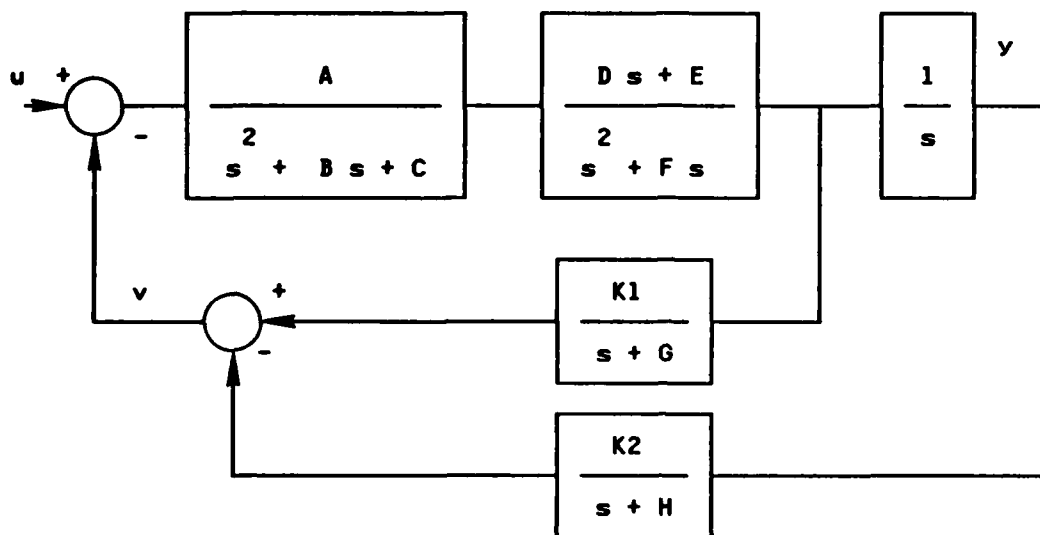 u + - A
s^2 + B s + C
D s + E
s^2 + F s
1
s
y
v + -
K1
s + G
K2
s + H